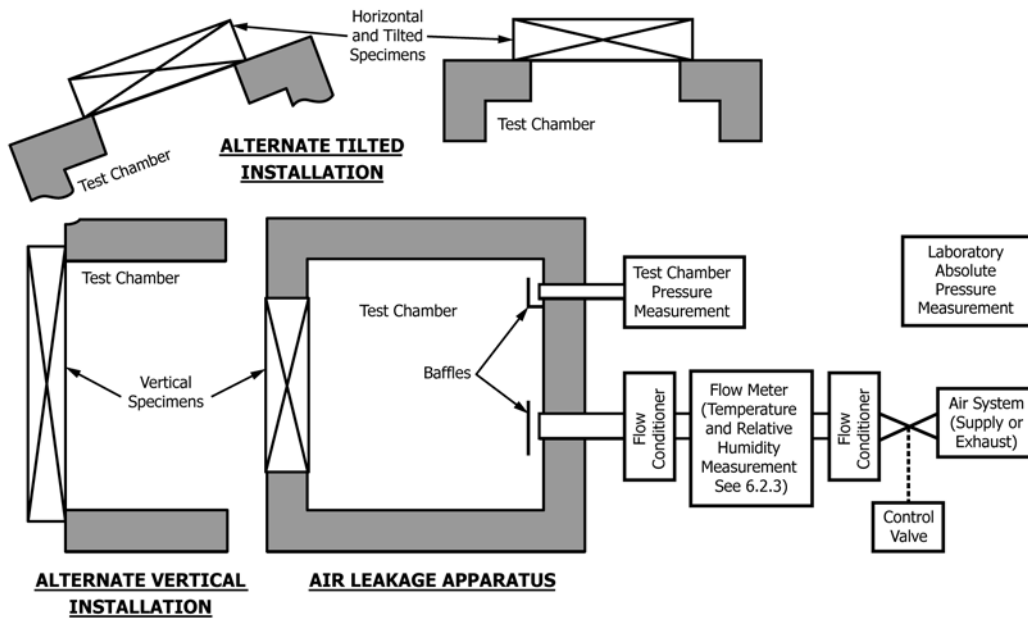 Horizontal
and Tilted
Specimens
Test Chamber
Test Chamber
ALTERNATE TILTED
INSTALLATION
Test Chamber
Vertical
Specimens
ALTERNATE VERTICAL
INSTALLATION
Test Chamber
Baffles
AIR LEAKAGE APPARATUS
Test Chamber
Pressure
Measurement
Laboratory
Absolute
Pressure
Measurement
Flow
Conditioner
Flow Meter
(Temperature
and Relative
Humidity
Measurement
See 6.2.3)
Flow
Conditioner
Air System
(Supply or
Exhaust)
Control
Valve